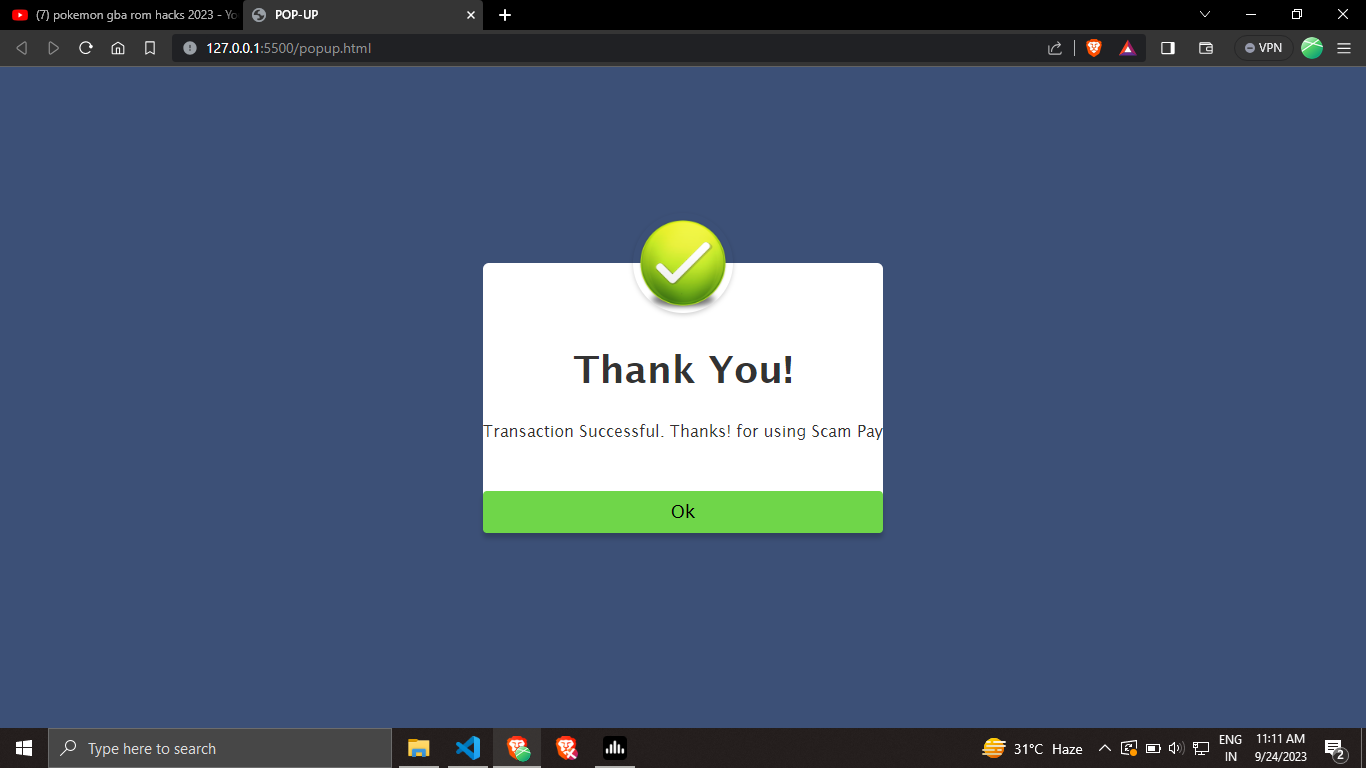 (7) pokemon gba rom hacks 2023 - Yo
POP-UP
127.0.0.1:5500/popup.html
VPN
Thank You!
Transaction Successful. Thanks! for using Scam Pay
Ok
Type here to search
31°C Haze
ENG
IN
11:11 AM
9/24/2023
2